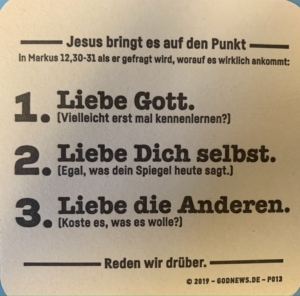 Jesus bringt es auf den Punkt
in Markus 12,30-31 als er gefragt wird, worauf es wirklich ankommt:
1. Liebe Gott.
(Vielleicht erst mal kennenlernen?)
2. Liebe Dich selbst.
(Egal, was dein Spiegel heute sagt.)
3. Liebe die Anderen.
(Koste es, was es wolle?)
Reden wir drüber.
© 2019 – GODNEWS.DE – P013